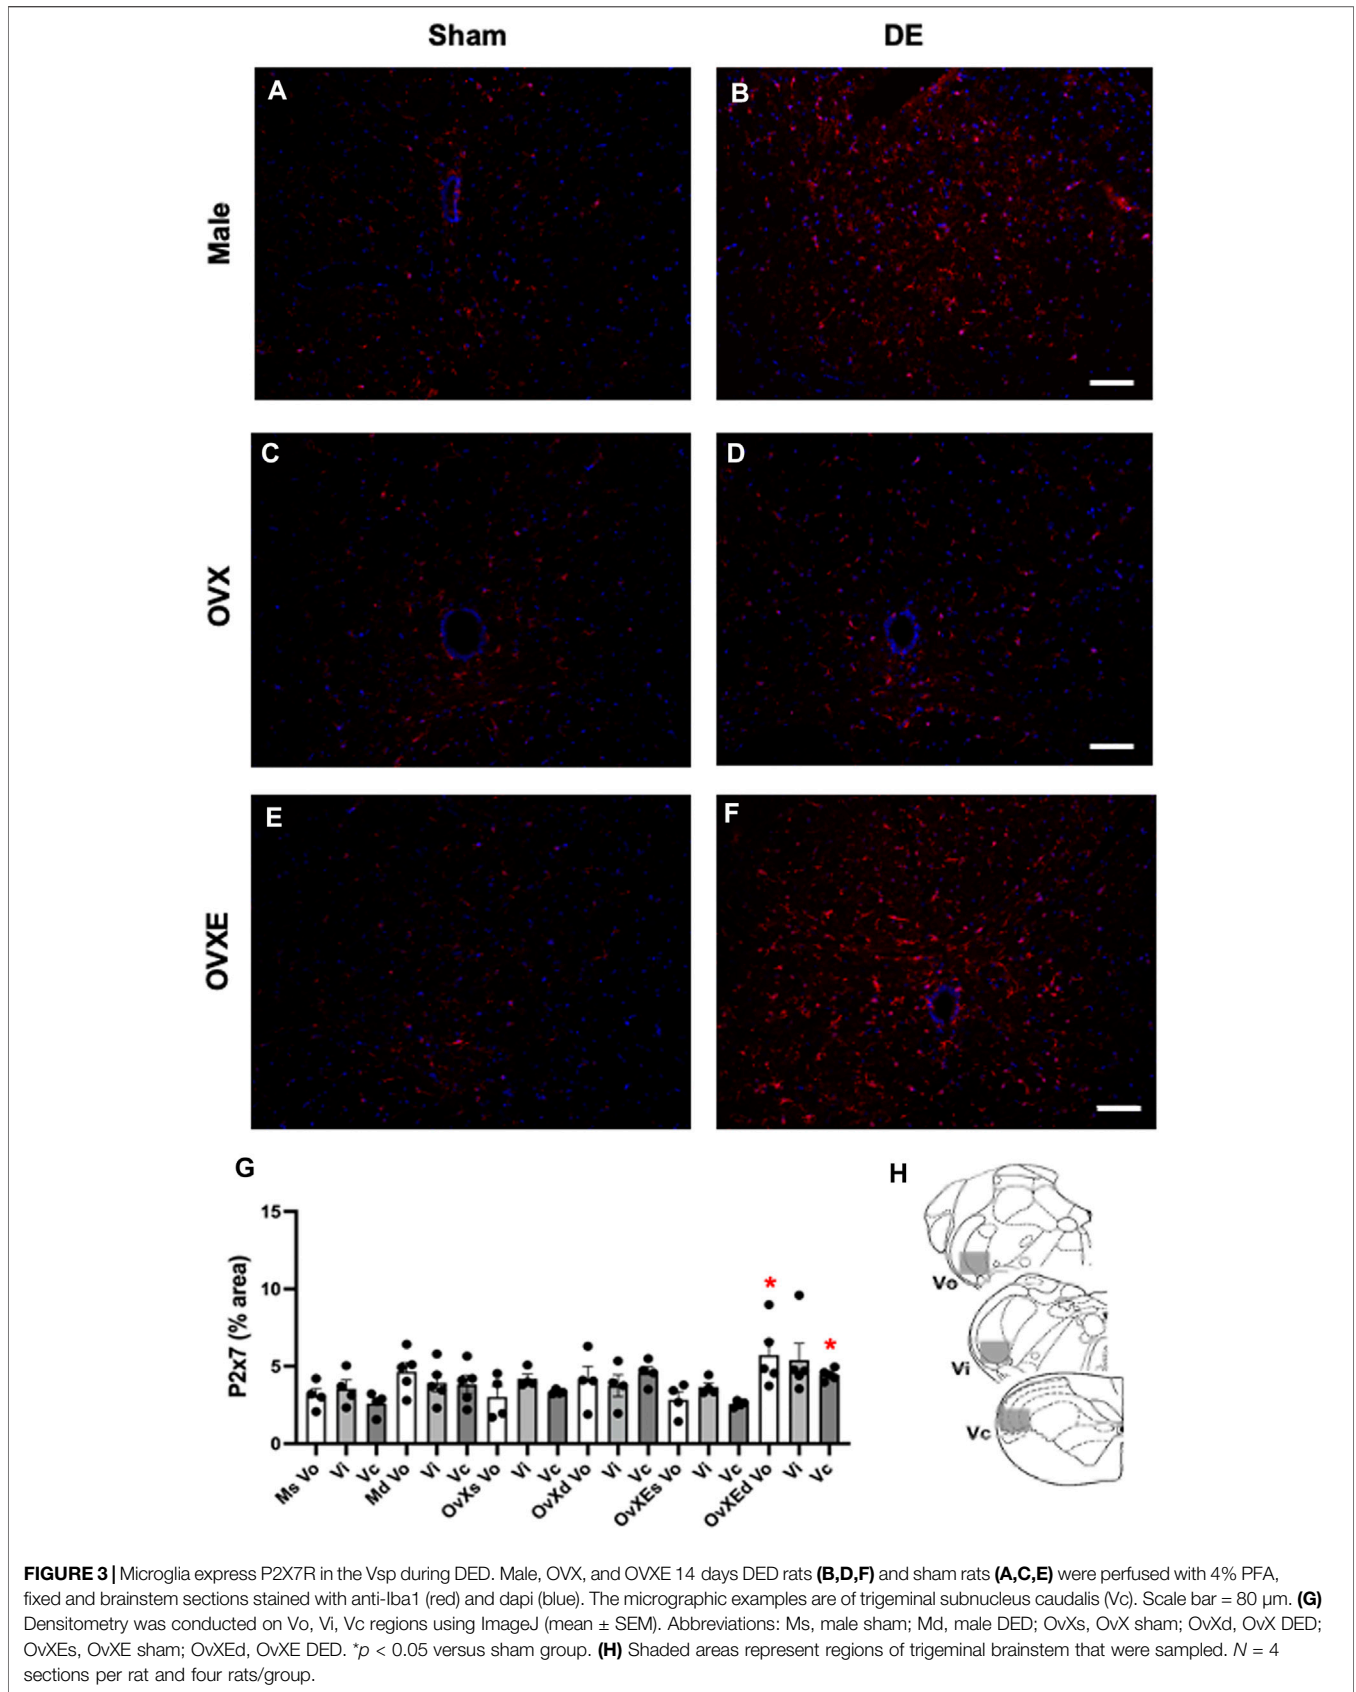 Sham
DE
A
B
Male
C
D
OVX
E
F
OVXE
G
H
15
10
5
0
P2x7 (% area)
*
*
Ms Vo
Vi
Vc
Md Vo
Vi
Vc
OvXs Vo
Vi
Vc
OvXd Vo
Vi
Vc
OvXEs Vo
Vi
Vc
OvXEd Vo
Vi
Vc
Vo
Vi
Vc
FIGURE 3 | Microglia express P2X7R in the Vsp during DED. Male, OVX, and OVXE 14 days DED rats (B,D,F) and sham rats (A,C,E) were perfused with 4% PFA,
fixed and brainstem sections stained with anti-Iba1 (red) and dapi (blue). The micrographic examples are of trigeminal subnucleus caudalis (Vc). Scale bar = 80 µm. (G)
Densitometry was conducted on Vo, Vi, Vc regions using ImageJ (mean ± SEM). Abbreviations: Ms, male sham; Md, male DED; OvXs, OvX sham; OvXd, OvX DED;
OvXEs, OvXE sham; OvXEd, OvXE DED. *p < 0.05 versus sham group. (H) Shaded areas represent regions of trigeminal brainstem that were sampled. N = 4
sections per rat and four rats/group.